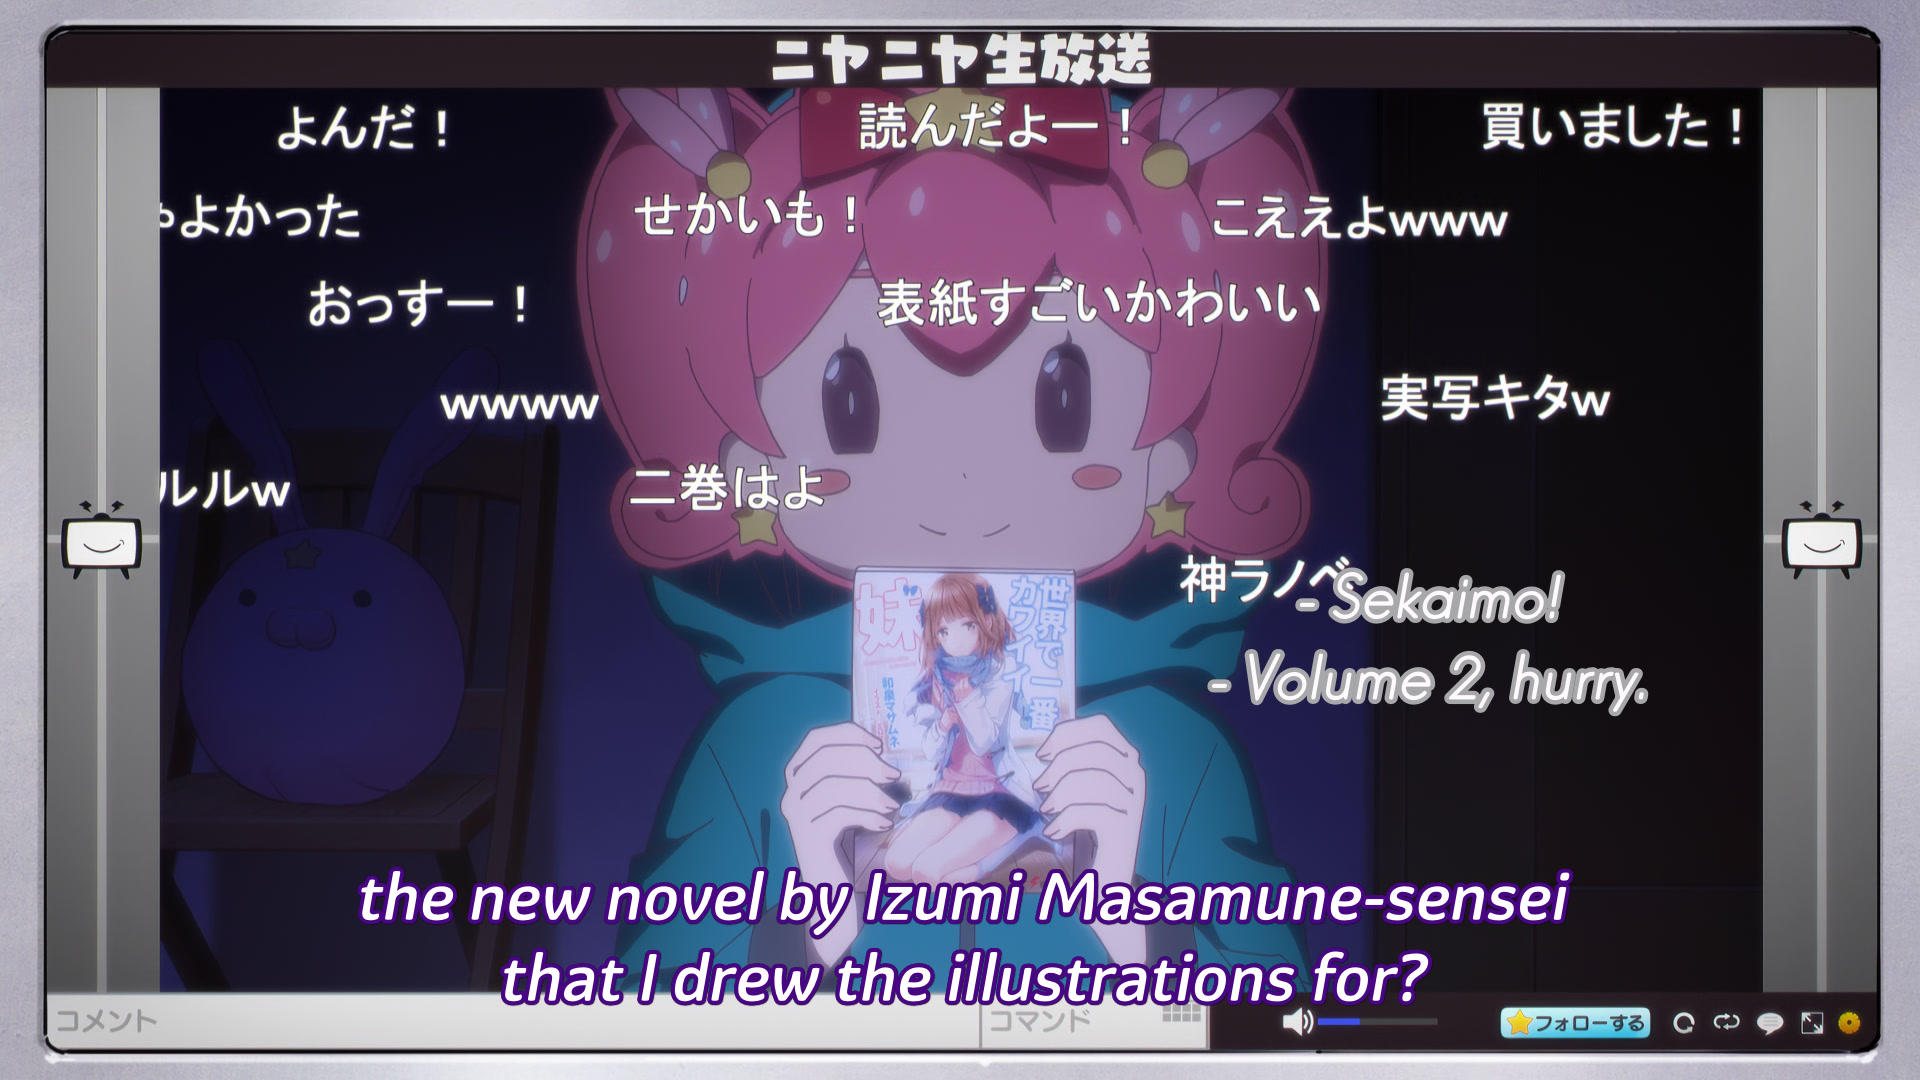 ニヤニヤ生放送
よんだ！
読んだよー！
買いました！
ゃよかった
せかいも！
こええよwww
おっすー！
表紙すごいかわいい
wwww
実写キタw
ルルw
二巻はよ
神ラノベ
- Sekaimo!
- Volume 2, hurry.
世界で一番
カワイイ
妹
和泉マサムネ
the new novel by Izumi Masamune-sensei
that I drew the illustrations for?
コメント
コマンド
フォローする